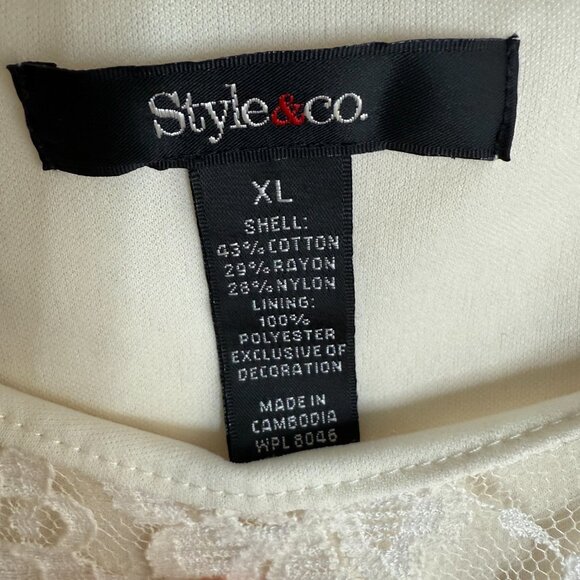 Style&co.
XL
SHELL:
43% COTTON
29% RAYON
28% NYLON
LINING:
100%
POLYESTER
EXCLUSIVE OF
DECORATION
MADE IN
CAMBODIA
WPL 8046